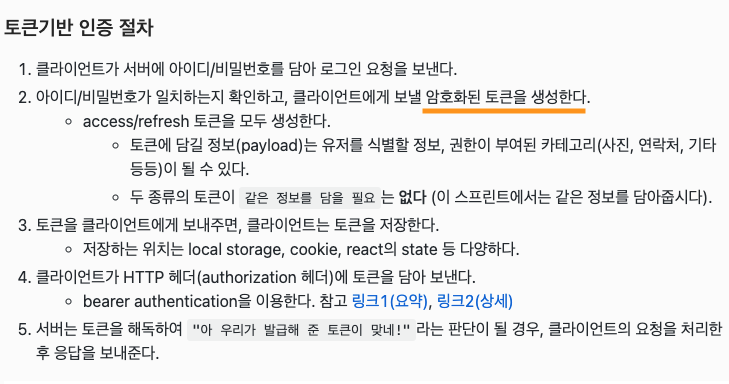 토큰기반 인증 절차
1. 클라이언트가 서버에 아이디/비밀번호를 담아 로그인 요청을 보낸다.
2. 아이디/비밀번호가 일치하는지 확인하고, 클라이언트에게 보낼 암호화된 토큰을 생성한다.
access/refresh 토큰을 모두 생성한다.
토큰에 담길 정보(payload)는 유저를 식별할 정보, 권한이 부여된 카테고리(사진, 연락처, 기타
등등)이 될 수 있다.
두 종류의 토큰이 같은 정보를 담을 필요 는 없다 (이 스프린트에서는 같은 정보를 담아줍시다).
3. 토큰을 클라이언트에게 보내주면, 클라이언트는 토큰을 저장한다.
저장하는 위치는 local storage, cookie, react의 state 등 다양하다.
4. 클라이언트가 HTTP 헤더(authorization 헤더)에 토큰을 담아 보낸다.
bearer authentication을 이용한다. 참고 링크1(요약), 링크2(상세)
5. 서버는 토큰을 해독하여 "아 우리가 발급해 준 토큰이 맞네!" 라는 판단이 될 경우, 클라이언트의 요청을 처리한
후 응답을 보내준다.